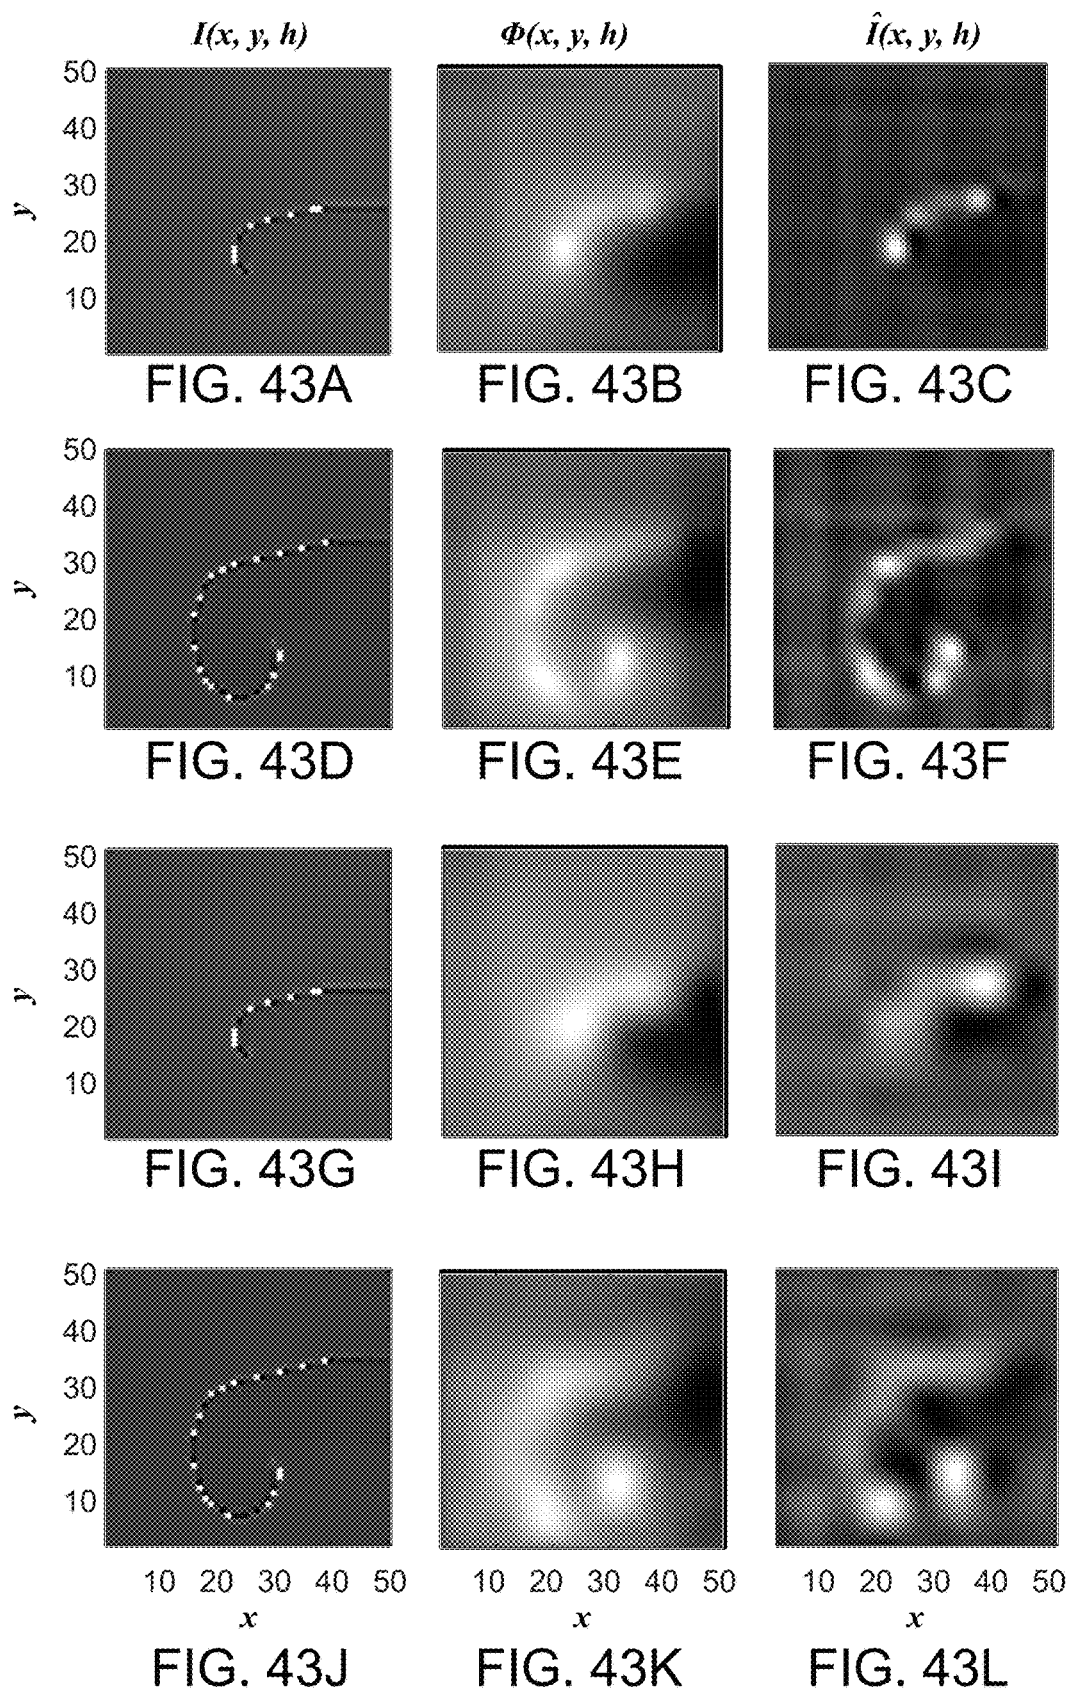 I(x, y, h) Φ(x, y, h) Î(x, y, h)
50
40
30
20
10
y
FIG. 43A FIG. 43B FIG. 43C
50
40
30
20
10
y
FIG. 43D FIG. 43E FIG. 43F
50
40
30
20
10
y
FIG. 43G FIG. 43H FIG. 43I
50
40
30
20
10
y
10 20 30 40 50 10 20 30 40 50 10 20 30 40 50
x x x
FIG. 43J FIG. 43K FIG. 43L